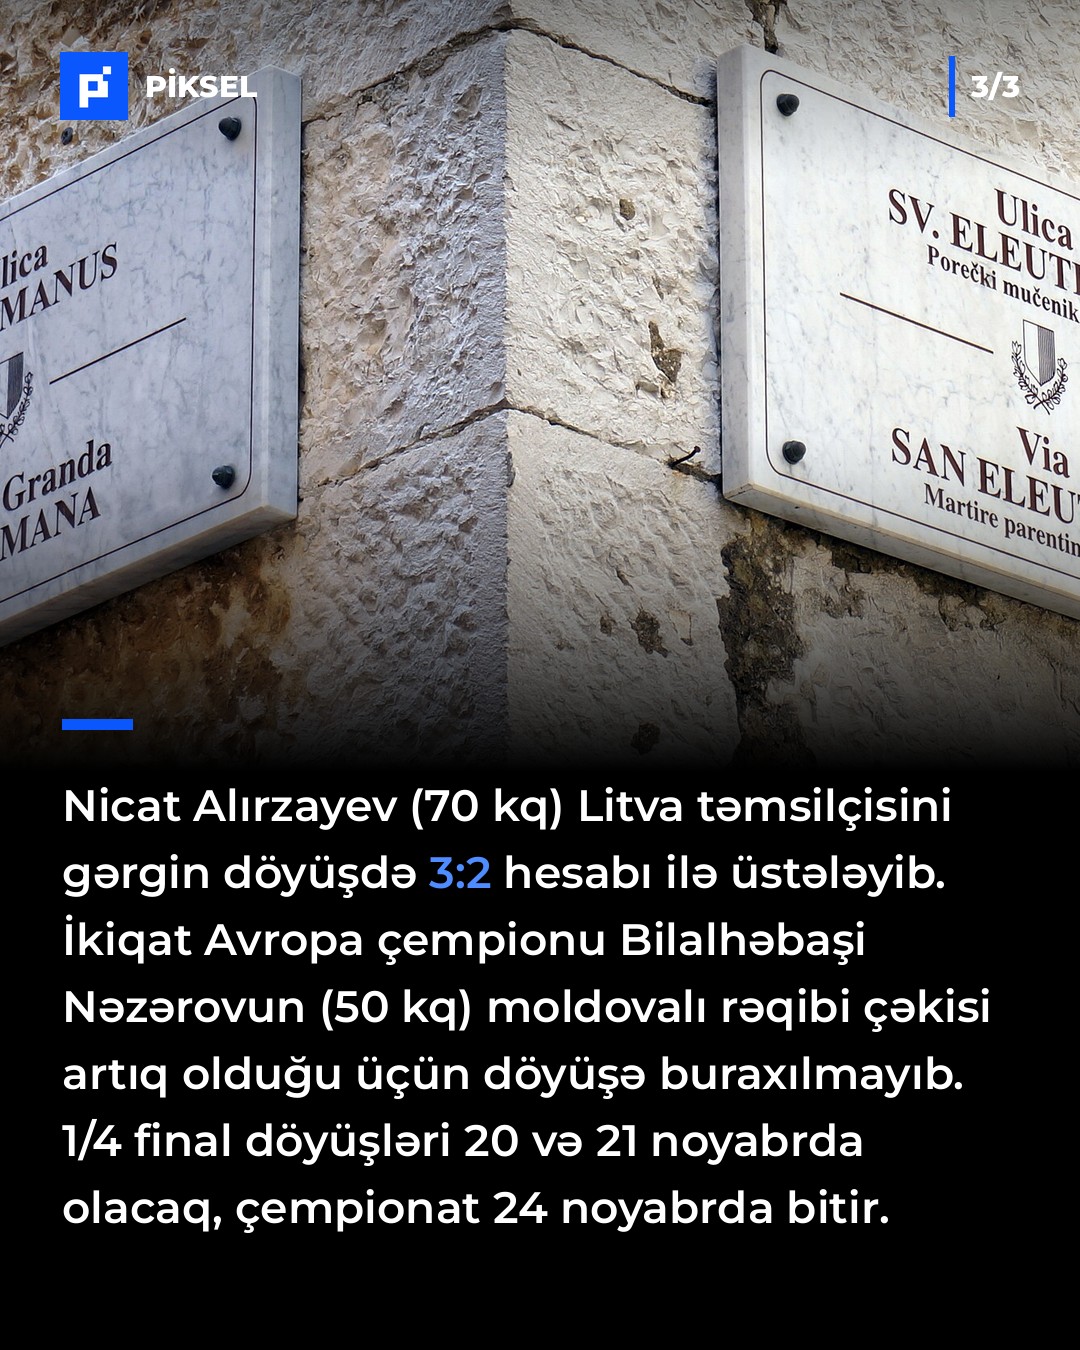 PİKSEL
3/3
lica
MANUS
Granda
MANA
Ulica
SV. ELEUT
Porečki mučenik
Via
SAN ELEU
Martire parentin
Nicat Alırzayev (70 kq) Litva təmsilçisini
gərgin döyüşdə 3:2 hesabı ilə üstələyib.
İkiqat Avropa çempionu Bilalhəbaşi
Nəzərovun (50 kq) moldovalı rəqibi çəkisi
artıq olduğu üçün döyüşə buraxılmayıb.
1/4 final döyüşləri 20 və 21 noyabrda
olacaq, çempionat 24 noyabrda bitir.